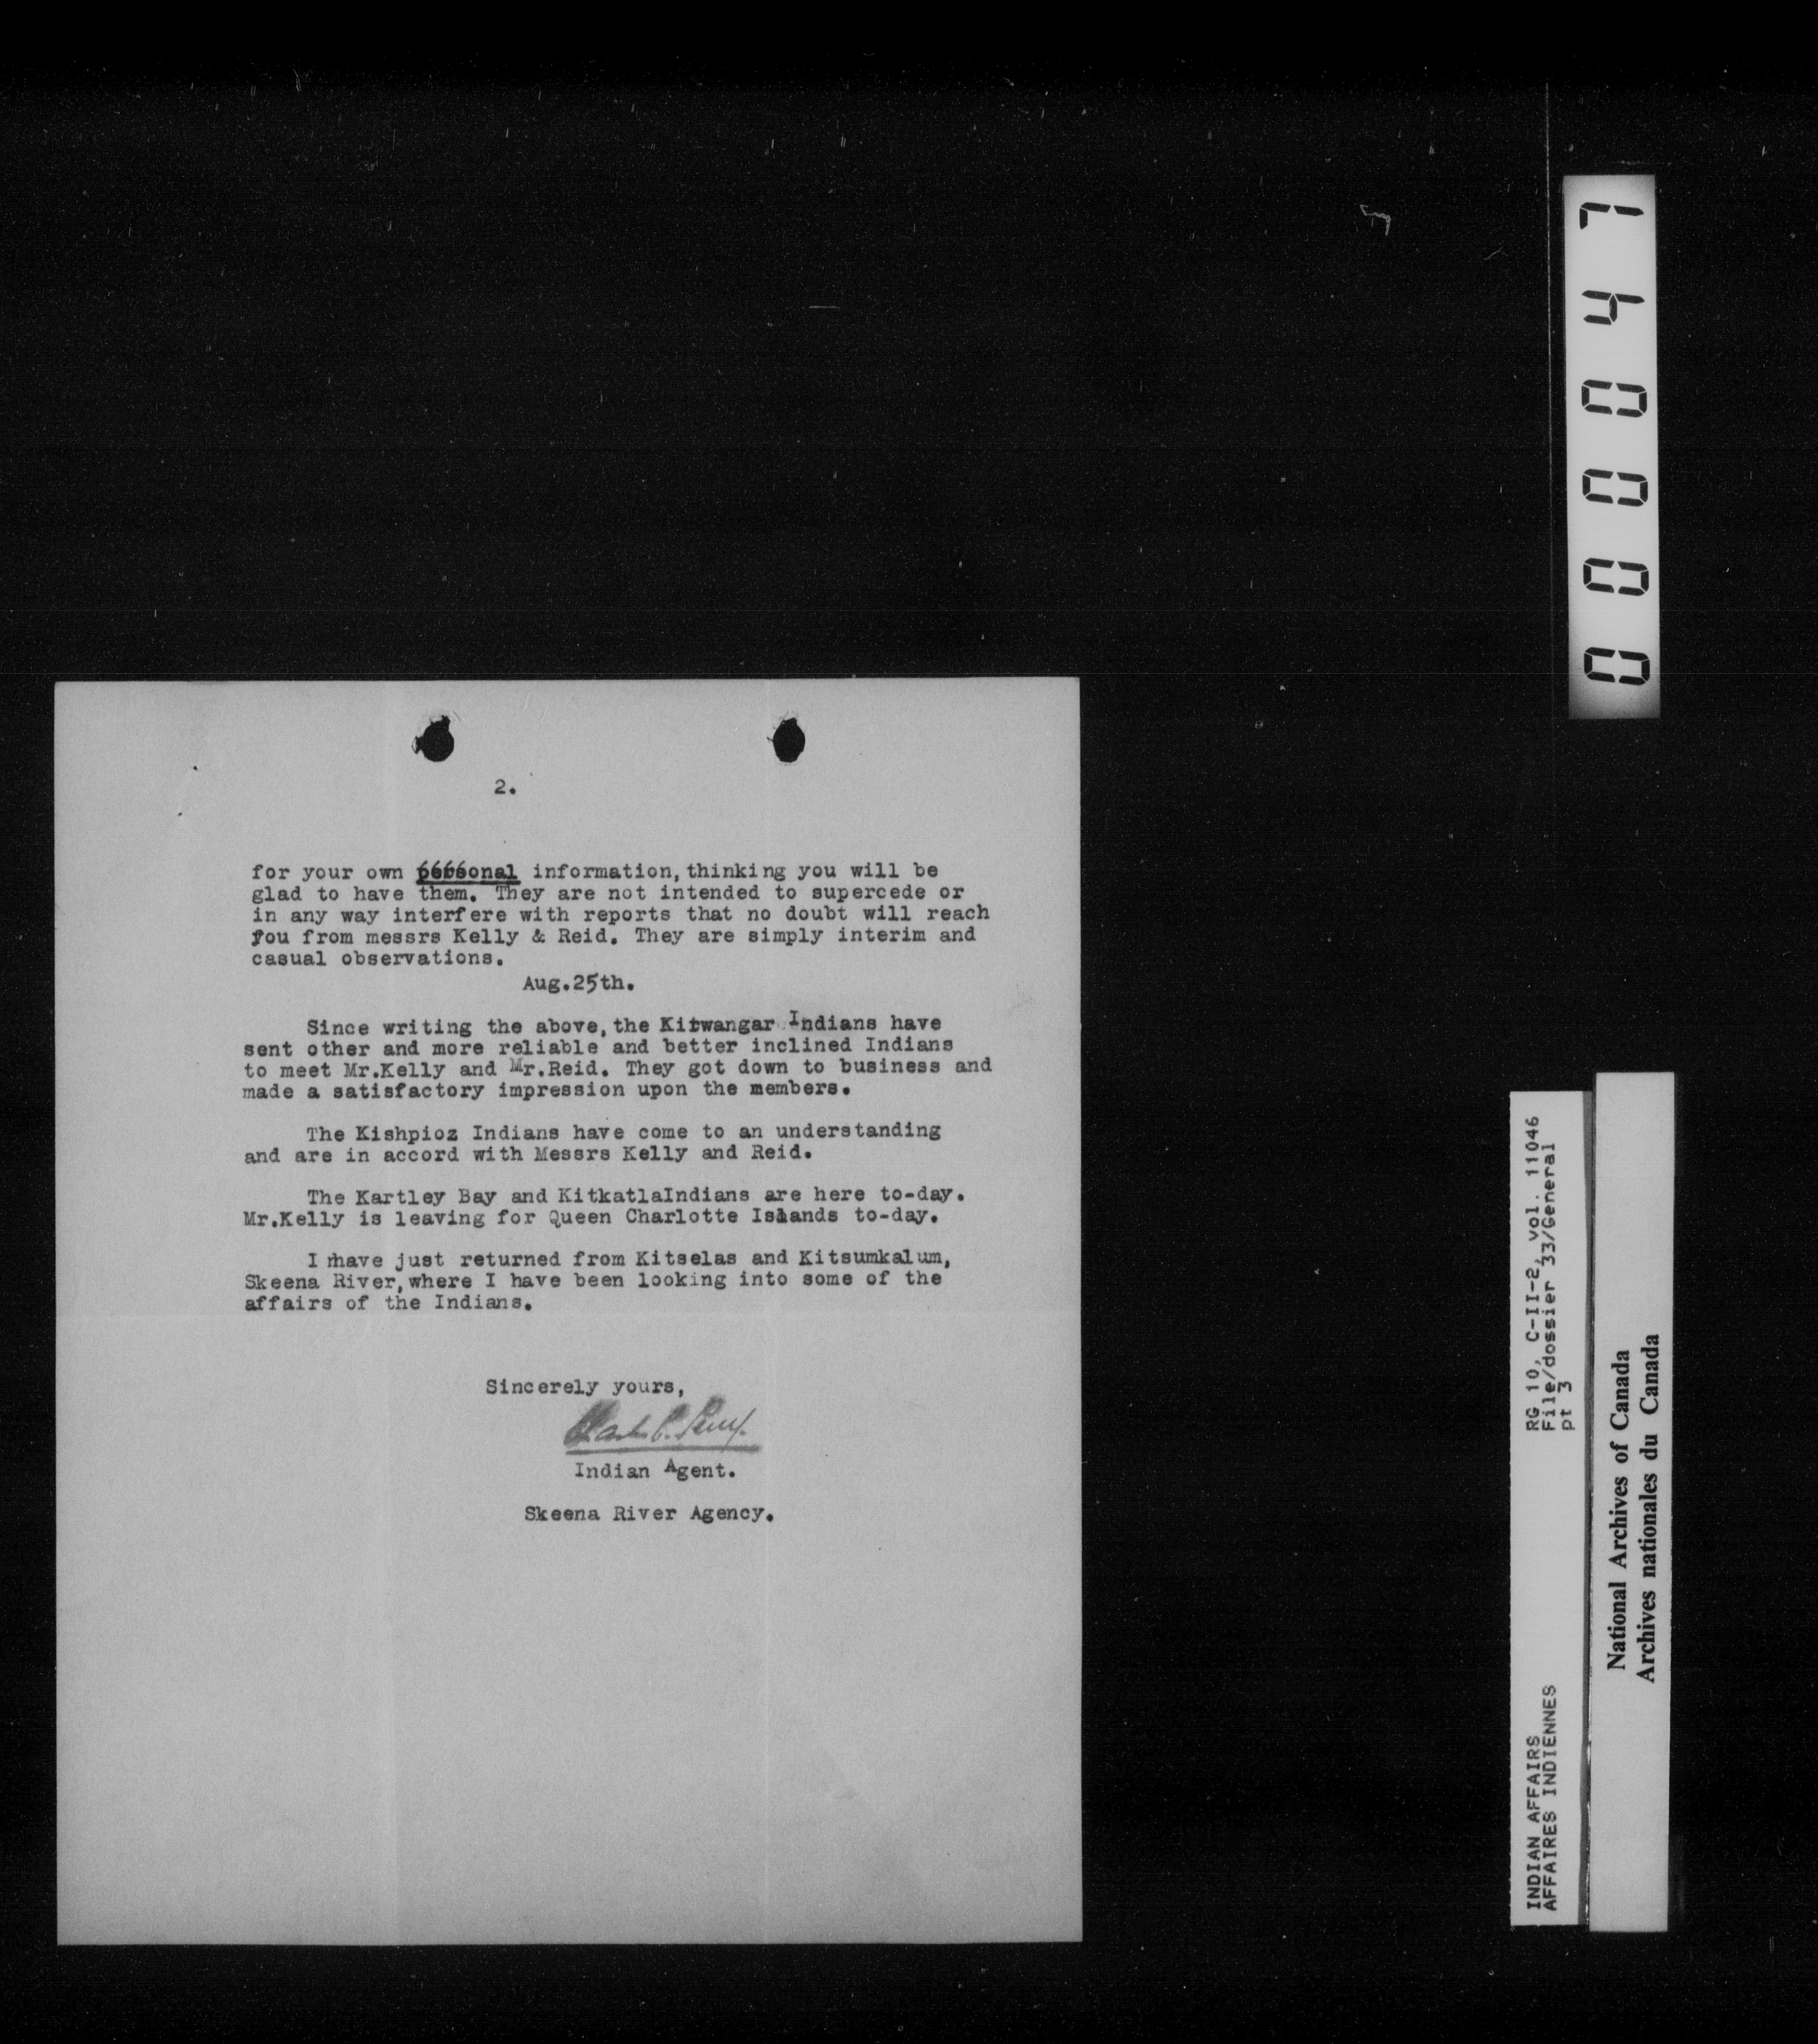 2.
for your own personal information, thinking you will be
glad to have them. They are not intended to supercede or
in any way interfere with reports that no doubt will reach
you from messrs Kelly & Reid. They are simply interim and
casual observations.
Aug.25th.
Since writing the above, the Kitwangar Indians have
sent other and more reliable and better inclined Indians
to meet Mr.Kelly and Mr.Reid. They got down to business and
made a satisfactory impression upon the members.
The Kishpioz Indians have come to an understanding
and are in accord with Messrs Kelly and Reid.
The Kartley Bay and KitkatlaIndians are here to-day.
Mr.Kelly is leaving for Queen Charlotte Islands to-day.
I have just returned from Kitselas and Kitsumkalum,
Skeena River, where I have been looking into some of the
affairs of the Indians.
Sincerely yours,
Indian Agent.
Skeena River Agency.
000047
INDIAN AFFAIRS RG 10, C-II-2, vol. 11046
AFFAIRES INDIENNES File/dossier 33/General
pt 3
National Archives of Canada
Archives nationales du Canada